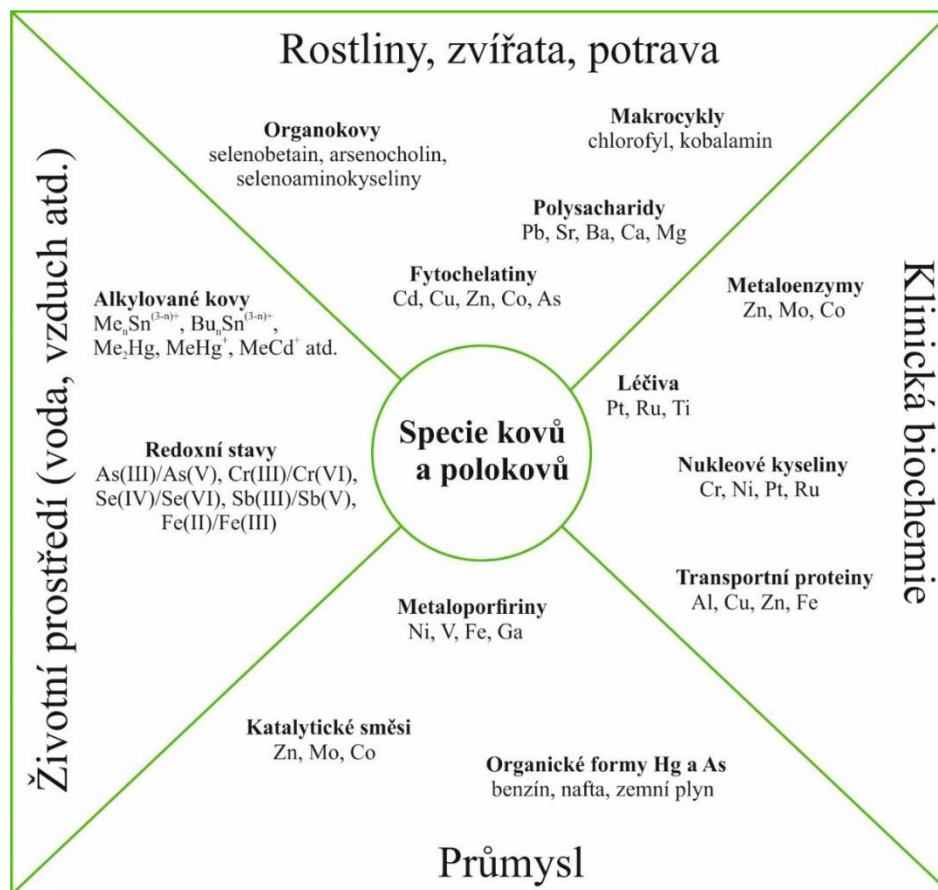 Rostliny, zvířata, potrava
Organokovy
selenobetain, arsenocholin,
selenoaminokyseliny
Makrocykly
chlorofyl, kobalamin
Polysacharidy
Pb, Sr, Ba, Ca, Mg
Fytochelatiny
Cd, Cu, Zn, Co, As
Životní prostředí (voda, vzduch atd.)
Alkylované kovy
MeₙSn⁽³⁻ⁿ⁾⁺, BuₙSn⁽³⁻ⁿ⁾⁺,
Me₂Hg, MeHg⁺, MeCd⁺ atd.
Redoxní stavy
As(III)/As(V), Cr(III)/Cr(VI),
Se(IV)/Se(VI), Sb(III)/Sb(V),
Fe(II)/Fe(III)
Specie kovů
a polokovů
Klinická biochemie
Metaloenzymy
Zn, Mo, Co
Léčiva
Pt, Ru, Ti
Nukleové kyseliny
Cr, Ni, Pt, Ru
Transportní proteiny
Al, Cu, Zn, Fe
Metaloporfiriny
Ni, V, Fe, Ga
Katalytické směsi
Zn, Mo, Co
Organické formy Hg a As
benzín, nafta, zemní plyn
Průmysl